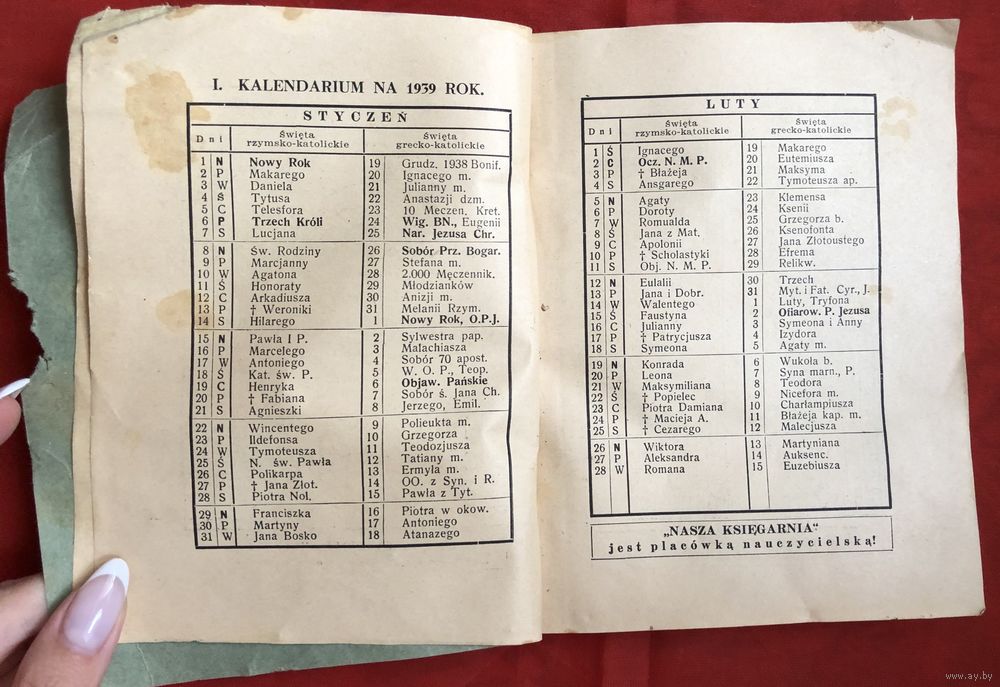 I. KALENDARIUM NA 1939 ROK.
STYCZEŃ
Dni Święta rzymsko-katolickie Święta grecko-katolickie
1 N Nowy Rok 19 Grudz. 1938 Bonif.
2 P Makarego 20 Ignacego m.
3 W Daniela 21 Julianny m.
4 Ś Tytusa 22 Anastazji dzm.
5 C Telesfora 23 10 Meczen. Kret.
6 P Trzech Króli 24 Wig. BN., Eugenii
7 S Lucjana 25 Nar. Jezusa Chr.
8 N Św. Rodziny 26 Sobór Prz. Bogar.
9 P Marcjanny 27 Stefana m.
10 W Agatona 28 2.000 Męczennik.
11 Ś Honoraty 29 Młodzianków
12 C Arkadiusza 30 Anizji m.
13 P † Weroniki 31 Melanii Rzym.
14 S Hilarego 1 Nowy Rok, O.P.J.
15 N Pawła I P. 2 Sylwestra pap.
16 P Marcelego 3 Malachiasza
17 W Antoniego 4 Sobór 70 apost.
18 Ś Kat. św. P. 5 W. O. P., Teop.
19 C Henryka 6 Objaw. Pańskie
20 P † Fabiana 7 Sobór ś. Jana Ch.
21 S Agnieszki 8 Jerzego, Emil.
22 N Wincentego 9 Polieukta m.
23 P Ildefonsa 10 Grzegorza
24 W Tymoteusza 11 Teodozjusza
25 Ś N. św. Pawła 12 Tatiany m.
26 C Polikarpa 13 Ermyła m.
27 P † Jana Złot. 14 OO. z Syn. i R.
28 S Piotra Nol. 15 Pawła z Tyt.
29 N Franciszka 16 Piotra w okow.
30 P Martyny 17 Antoniego
31 W Jana Bosko 18 Atanazego
LUTY
Dni Święta rzymsko-katolickie Święta grecko-katolickie
1 Ś Ignacego 19 Makarego
2 C Ocz. N. M. P. 20 Eutemiusza
3 P † Błażeja 21 Maksyma
4 S Ansgarego 22 Tymoteusza ap.
5 N Agaty 23 Klemensa
6 P Doroty 24 Ksenii
7 W Romualda 25 Grzegorza b.
8 Ś Jana z Mat. 26 Ksenofonta
9 C Apolonii 27 Jana Złotoustego
10 P † Scholastyki 28 Efrema
11 S Obj. N. M. P. 29 Relikw.
12 N Eulalii 30 Trzech
13 P Jana i Dobr. 31 Myt. i Fat. Cyr., J.
14 W Walentego 1 Luty, Tryfona
15 Ś Faustyna 2 Ofiarow. P. Jezusa
16 C Julianny 3 Symeona i Anny
17 P † Patrycjusza 4 Izydora
18 S Symeona 5 Agaty m.
19 N Konrada 6 Wukoła b.
20 P Leona 7 Syna marn., P.
21 W Maksymiliana 8 Teodora
22 Ś † Popielec 9 Nicefora m.
23 C Piotra Damiana 10 Charłampiusza
24 P † Macieja A. 11 Błażeja kap. m.
25 S † Cezarego 12 Malecjusza
26 N Wiktora 13 Martyniana
27 P Aleksandra 14 Auksenc.
28 W Romana 15 Euzebiusza
„NASZA KSIĘGARNIA"
jest placówką nauczycielską!
www.ay.by